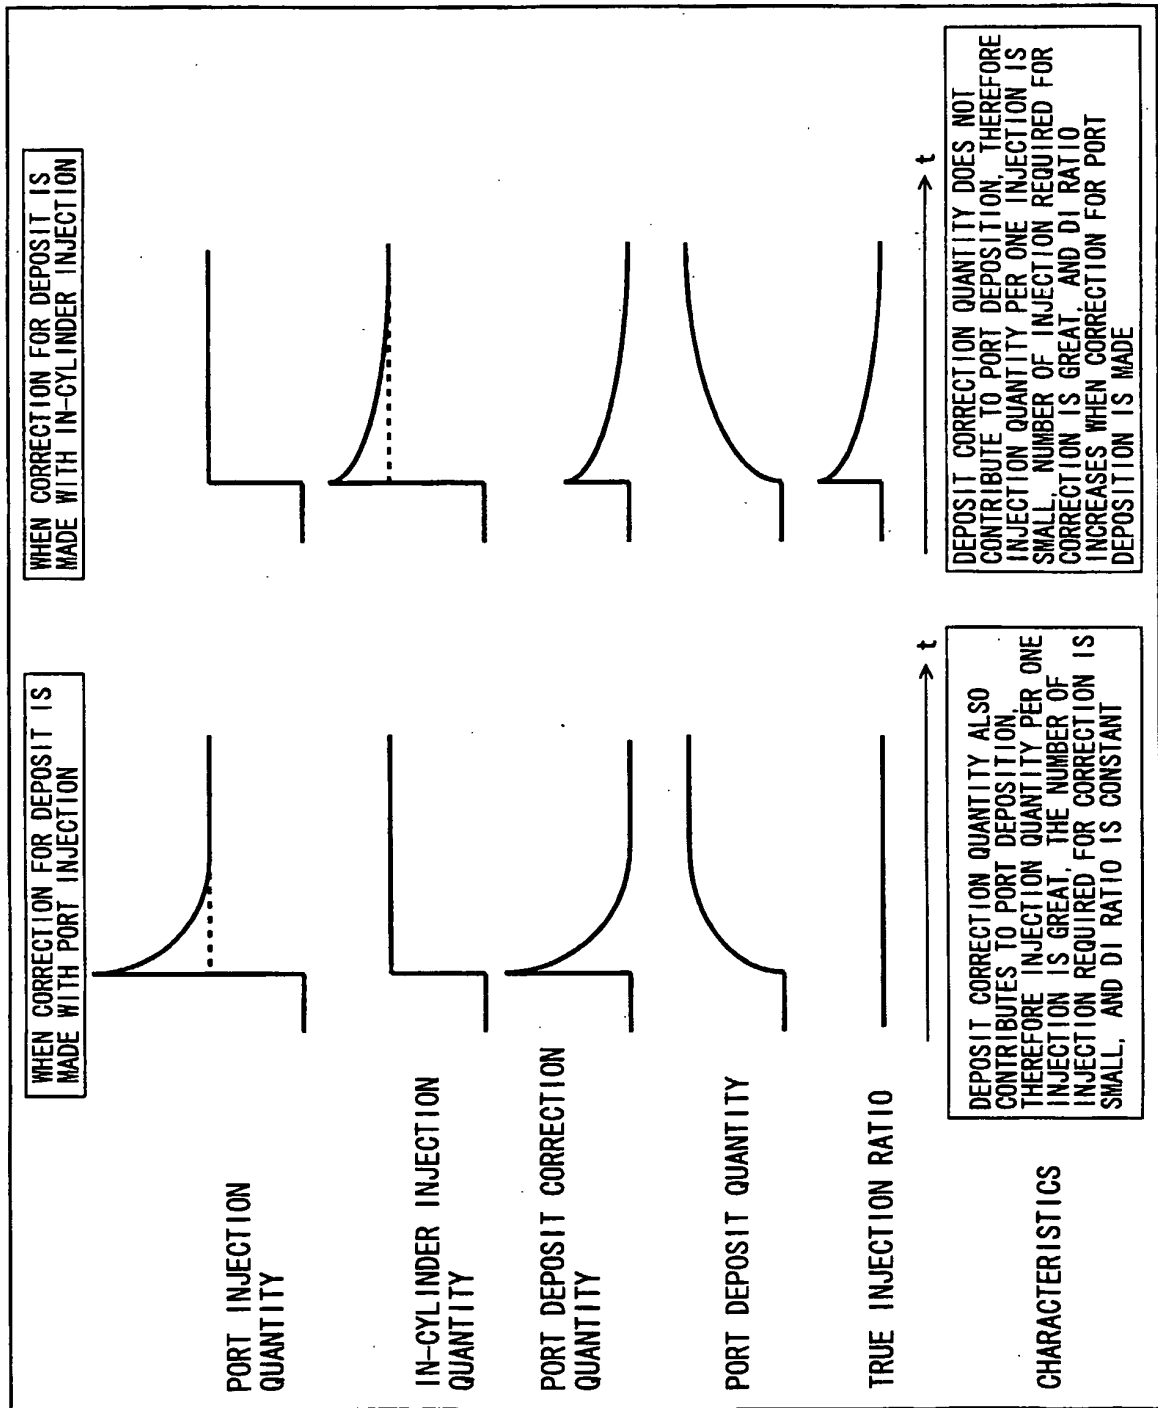 WHEN CORRECTION FOR DEPOSIT IS
MADE WITH PORT INJECTION
WHEN CORRECTION FOR DEPOSIT IS
MADE WITH IN-CYLINDER INJECTION
PORT INJECTION
QUANTITY
IN-CYLINDER INJECTION
QUANTITY
PORT DEPOSIT CORRECTION
QUANTITY
PORT DEPOSIT QUANTITY
TRUE INJECTION RATIO
t
t
CHARACTERISTICS
DEPOSIT CORRECTION QUANTITY ALSO
CONTRIBUTES TO PORT DEPOSITION,
THEREFORE INJECTION QUANTITY PER ONE
INJECTION IS GREAT, THE NUMBER OF
INJECTION REQUIRED FOR CORRECTION IS
SMALL, AND DI RATIO IS CONSTANT
DEPOSIT CORRECTION QUANTITY DOES NOT
CONTRIBUTE TO PORT DEPOSITION, THEREFORE
INJECTION QUANTITY PER ONE INJECTION IS
SMALL, NUMBER OF INJECTION REQUIRED FOR
CORRECTION IS GREAT, AND DI RATIO
INCREASES WHEN CORRECTION FOR PORT
DEPOSITION IS MADE